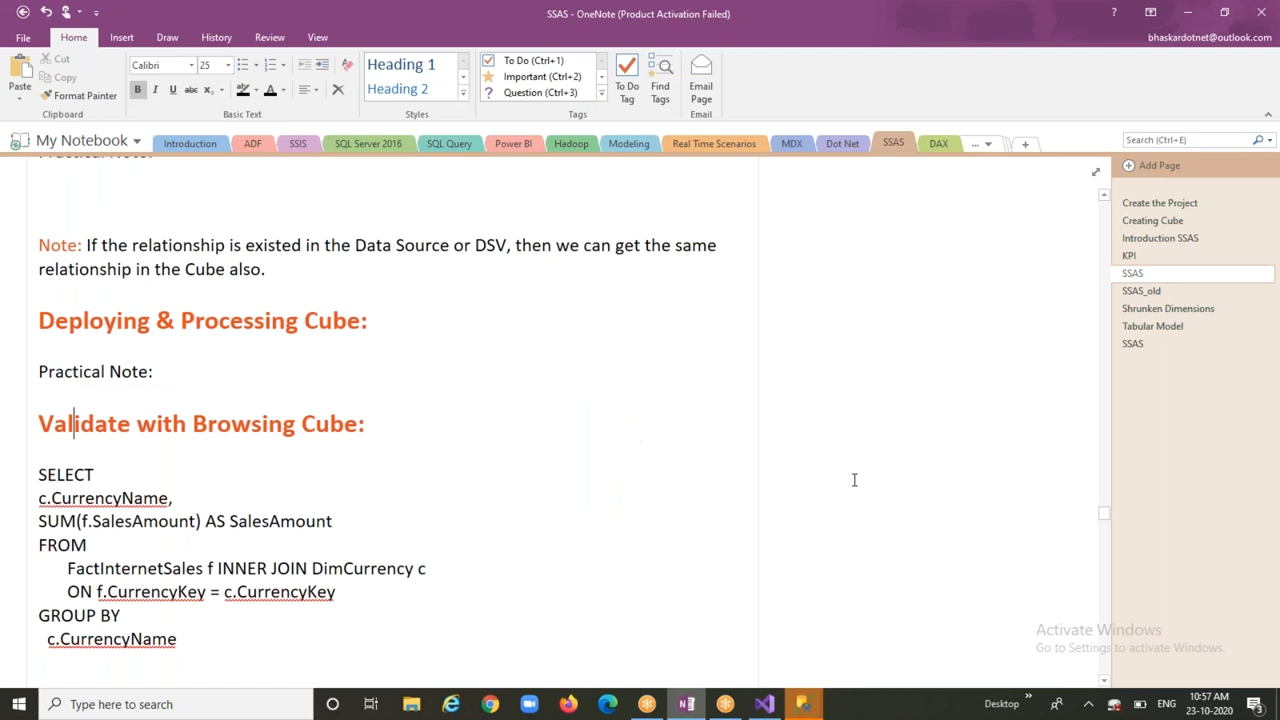 SSAS - OneNote (Product Activation Failed)
File Home Insert Draw History Review View
bhaskardotnet@outlook.com
Paste
Cut
Copy
Format Painter
Clipboard
Calibri 25
B I U abc
Basic Text
Heading 1
Heading 2
Styles
To Do (Ctrl+1)
Important (Ctrl+2)
Question (Ctrl+3)
Tags
To Do Tag
Find Tags
Email Page
Email
My Notebook
Introduction ADF SSIS SQL Server 2016 SQL Query Power BI Hadoop Modeling Real Time Scenarios MDX Dot Net SSAS DAX ...
Search (Ctrl+E)
Practical Note:
Note: If the relationship is existed in the Data Source or DSV, then we can get the same
relationship in the Cube also.
Deploying & Processing Cube:
Practical Note:
Validate with Browsing Cube:
SELECT
c.CurrencyName,
SUM(f.SalesAmount) AS SalesAmount
FROM
FactInternetSales f INNER JOIN DimCurrency c
ON f.CurrencyKey = c.CurrencyKey
GROUP BY
c.CurrencyName
Add Page
Create the Project
Creating Cube
Introduction SSAS
KPI
SSAS
SSAS_old
Shrunken Dimensions
Tabular Model
SSAS
Activate Windows
Go to Settings to activate Windows.
Type here to search
Desktop
ENG
10:57 AM
23-10-2020
3